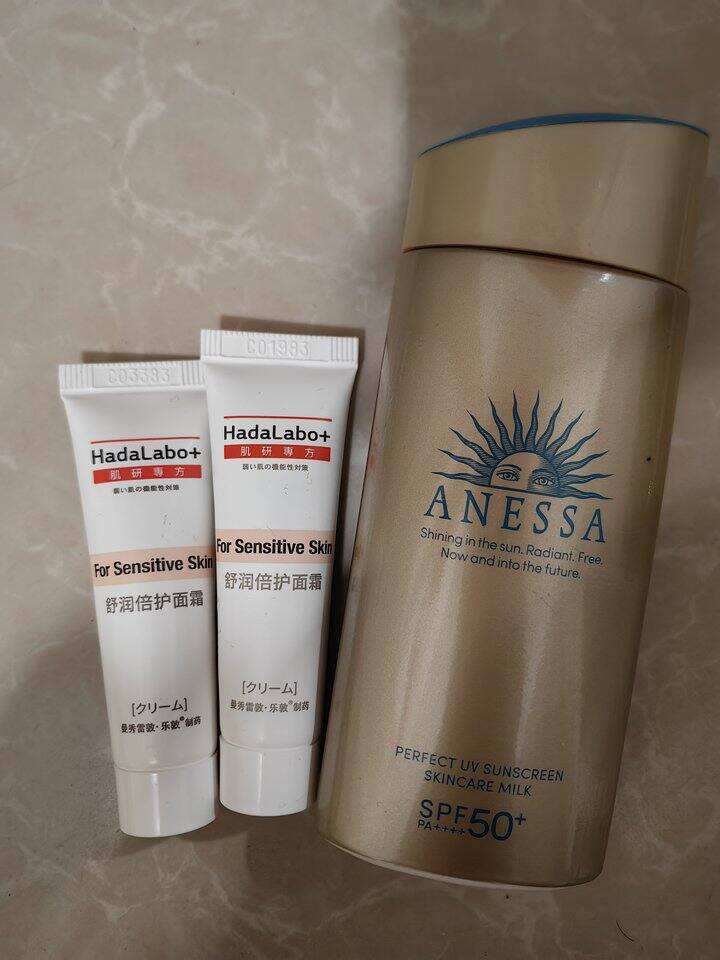 C03383
HadaLabo+
肌研專方
弱い肌の機能性対策
For Sensitive Skin
舒润倍护面霜
[クリーム]
曼秀雷敦·乐敦®制药
C01983
HadaLabo+
肌研專方
弱い肌の機能性対策
For Sensitive Skin
舒润倍护面霜
[クリーム]
曼秀雷敦·乐敦®制药
ANESSA
Shining in the sun. Radiant. Free.
Now and into the future.
PERFECT UV SUNSCREEN
SKINCARE MILK
SPF 50+
PA++++